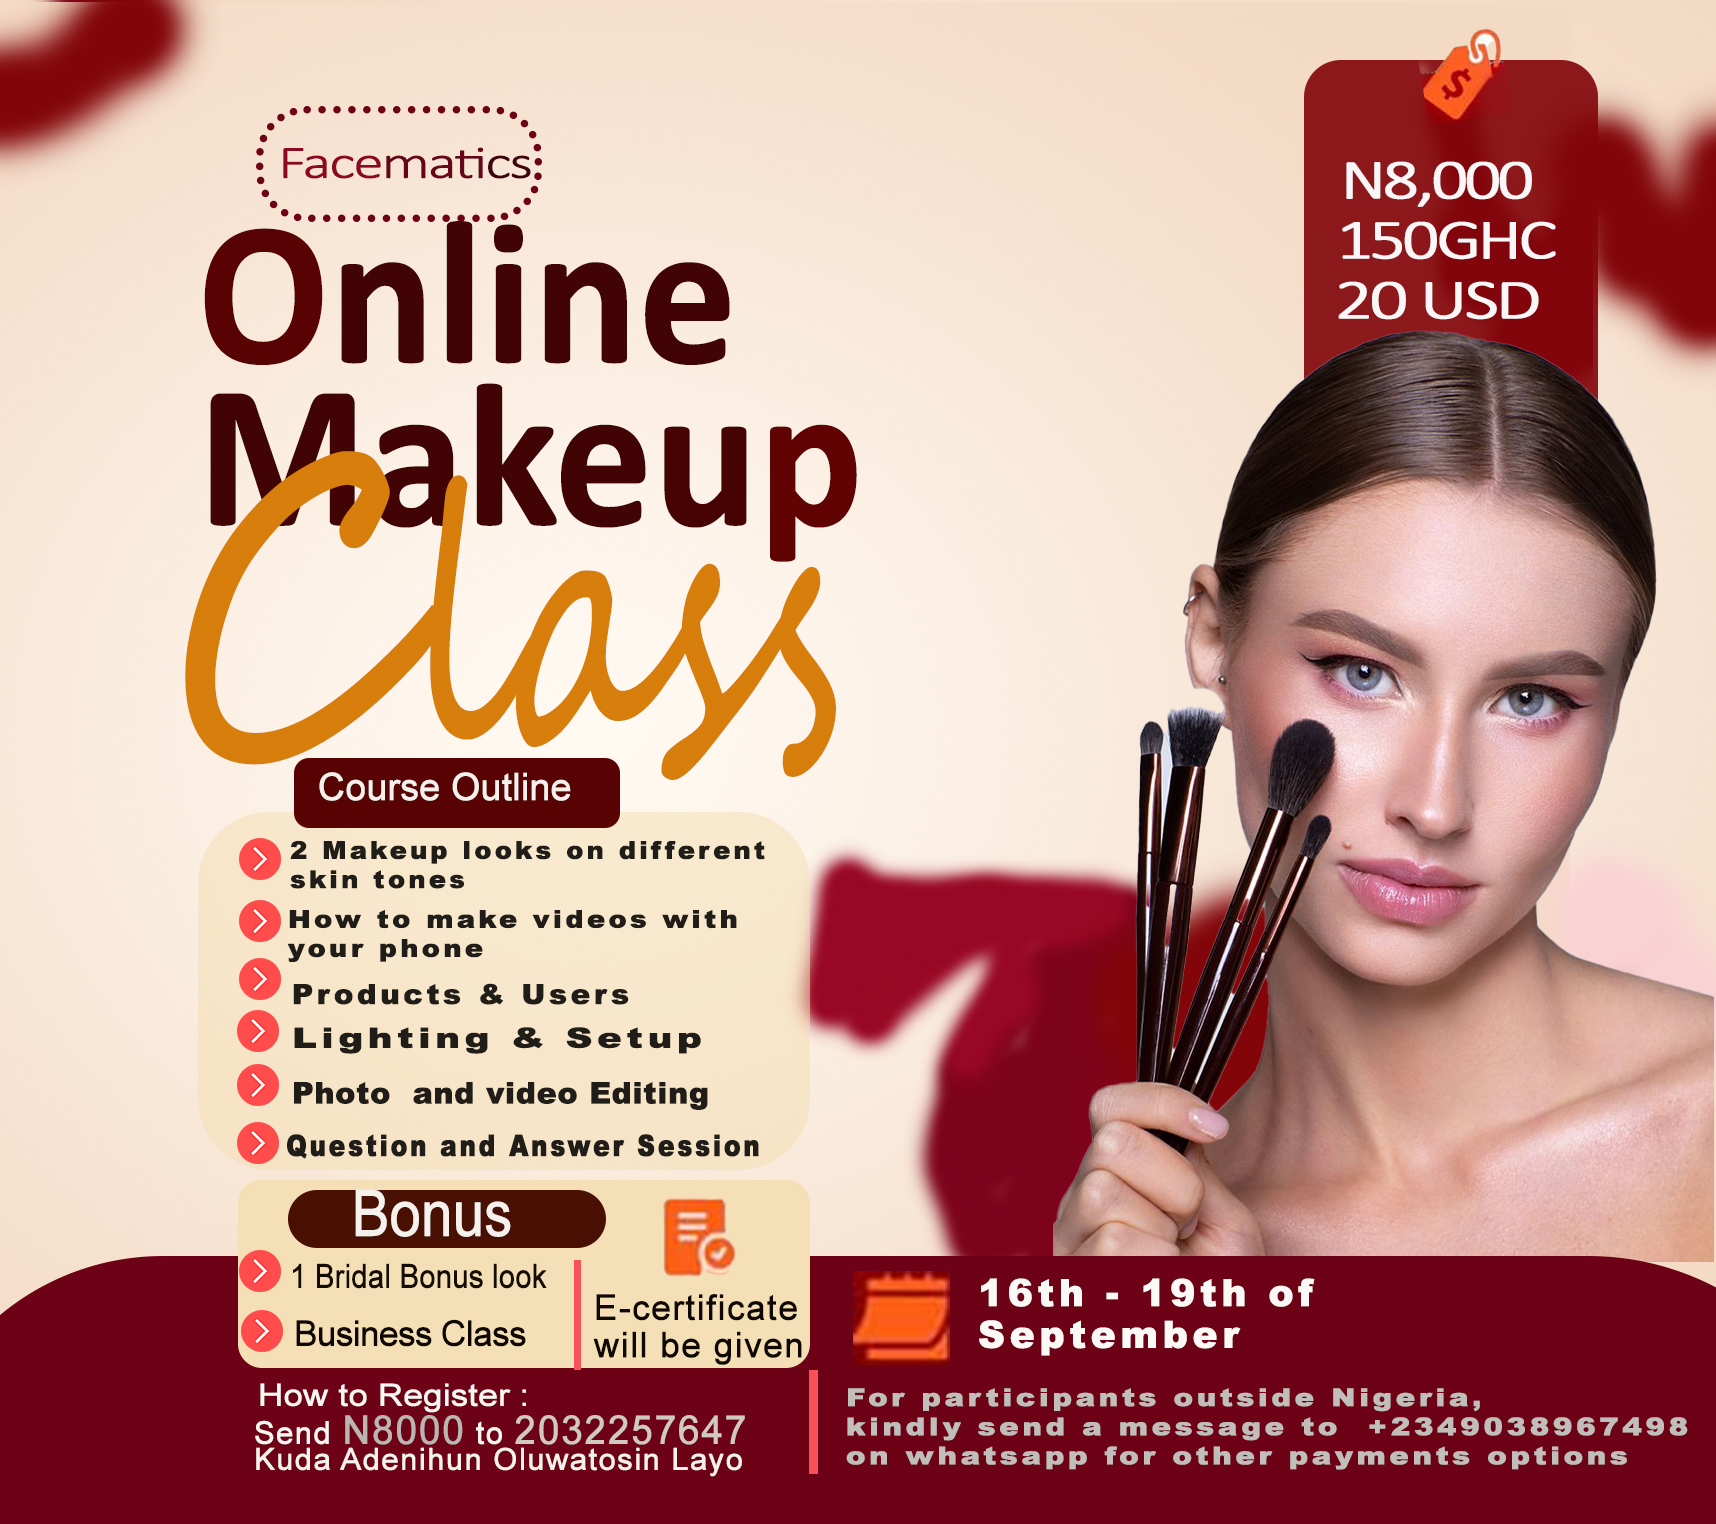 Facematics
Online
Makeup
Class
N8,000
150GHC
20 USD
Course Outline
2 Makeup looks on different
skin tones
How to make videos with
your phone
Products & Users
Lighting & Setup
Photo and video Editing
Question and Answer Session
Bonus
1 Bridal Bonus look
Business Class
E-certificate
will be given
16th - 19th of
September
How to Register :
Send N8000 to 2032257647
Kuda Adenihun Oluwatosin Layo
For participants outside Nigeria,
kindly send a message to +2349038967498
on whatsapp for other payments options